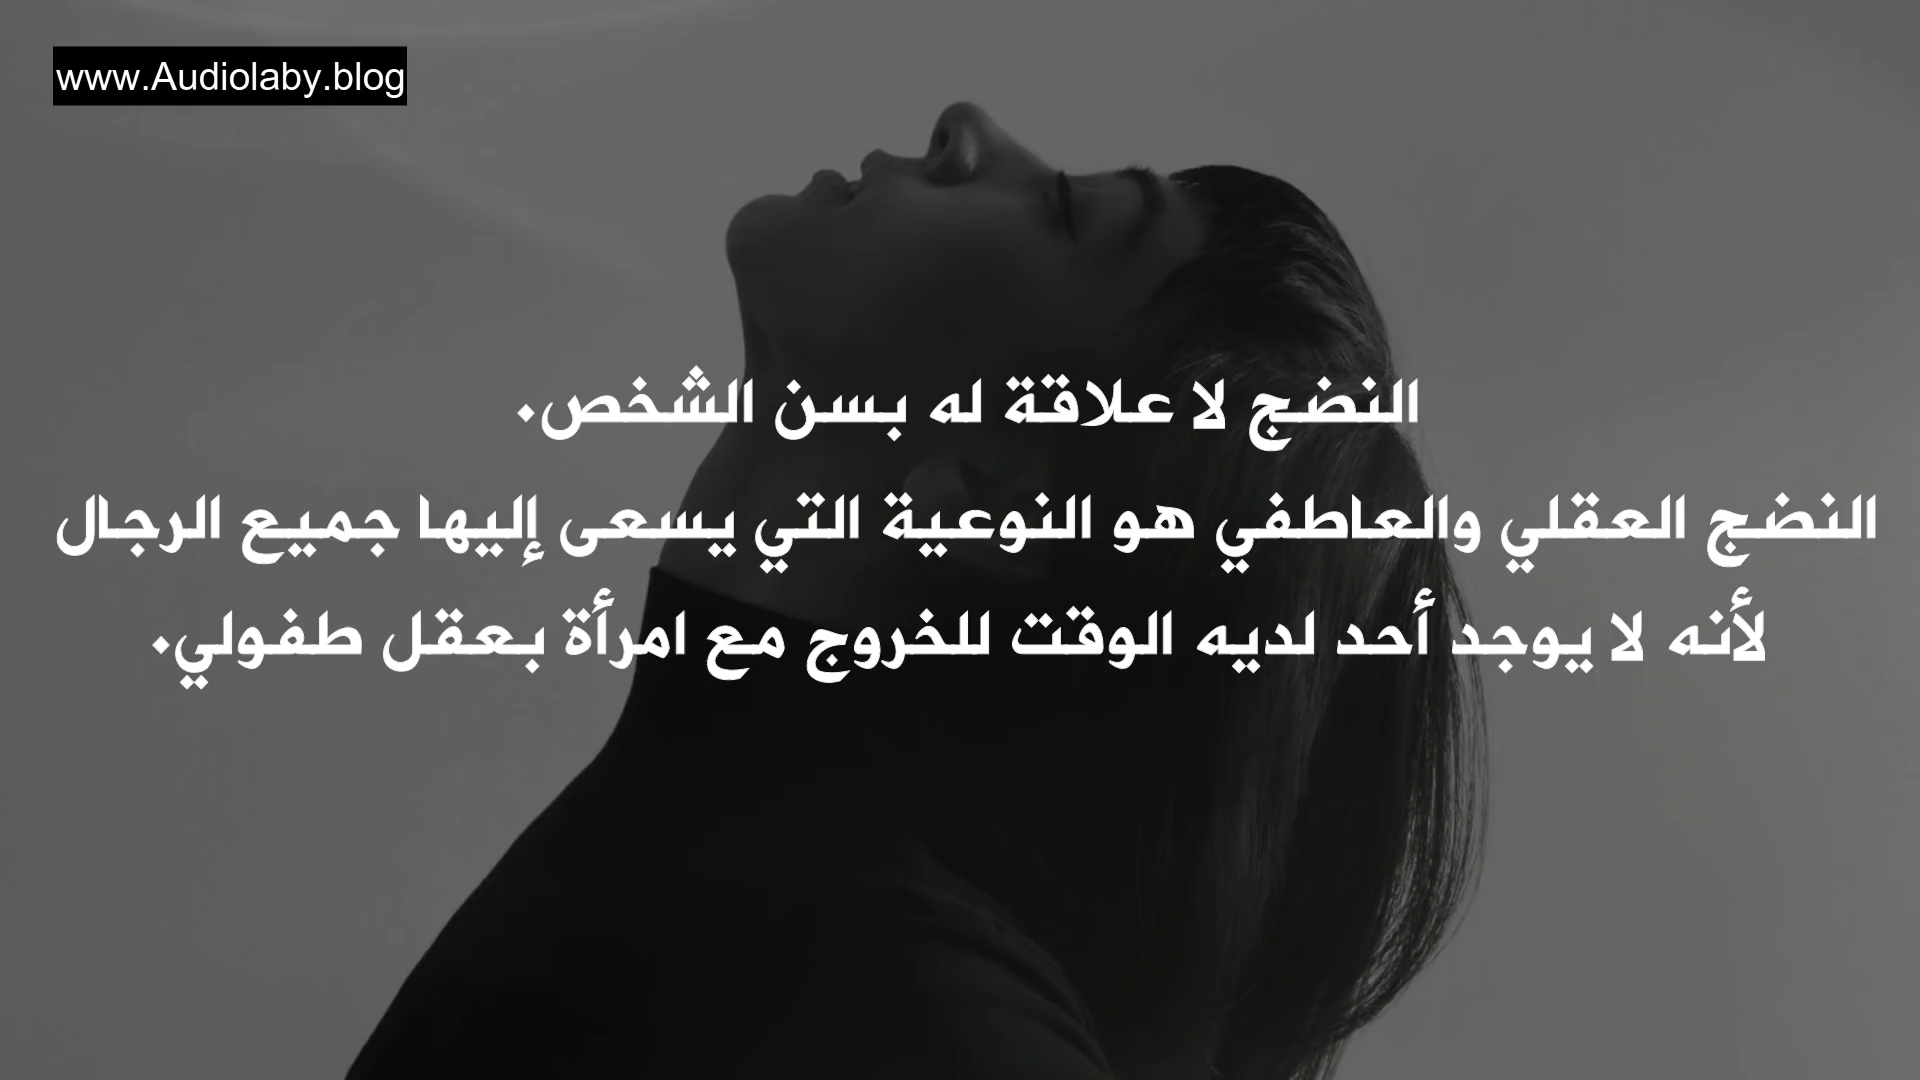 www.Audiolaby.blog
النضج لا علاقة له بسن الشخص.
النضج العقلي والعاطفي هو النوعية التي يسعى إليها جميع الرجال
لأنه لا يوجد أحد لديه الوقت للخروج مع امرأة بعقل طفولي.